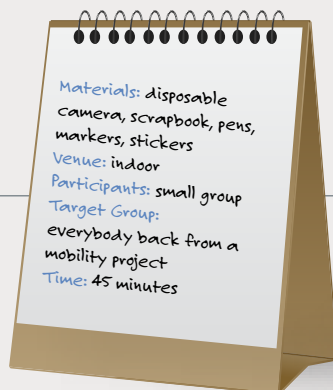 Materials: disposable
camera, scrapbook, pens,
markers, stickers
Venue: indoor
Participants: small group
Target Group:
everybody back from a
mobility project
Time: 45 minutes